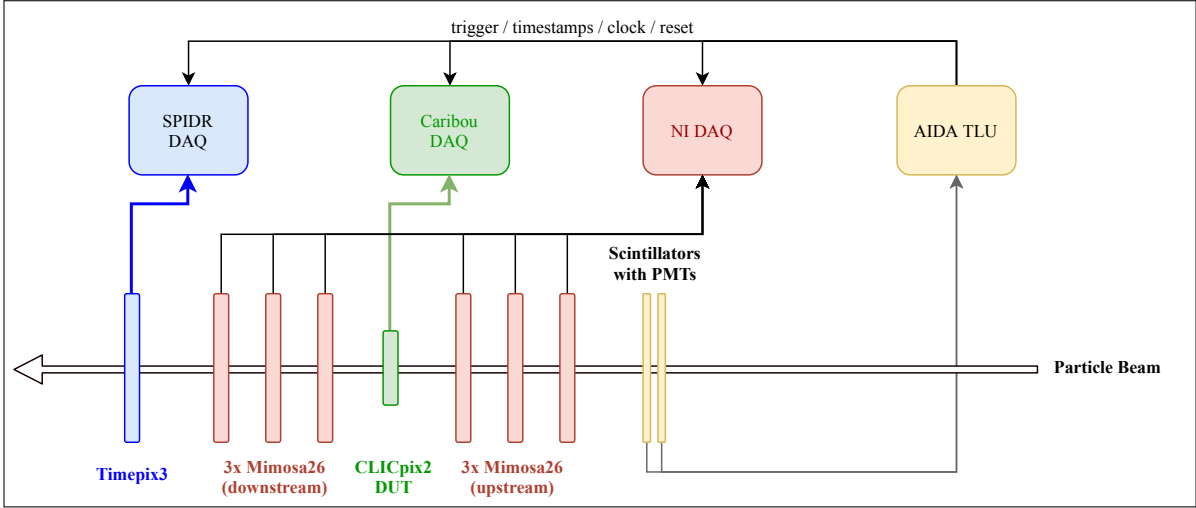 trigger / timestamps / clock / reset
SPIDR
DAQ
Caribou
DAQ
NI DAQ
AIDA TLU
Scintillators
with PMTs
Particle Beam
Timepix3
3x Mimosa26
(downstream)
CLICpix2
DUT
3x Mimosa26
(upstream)